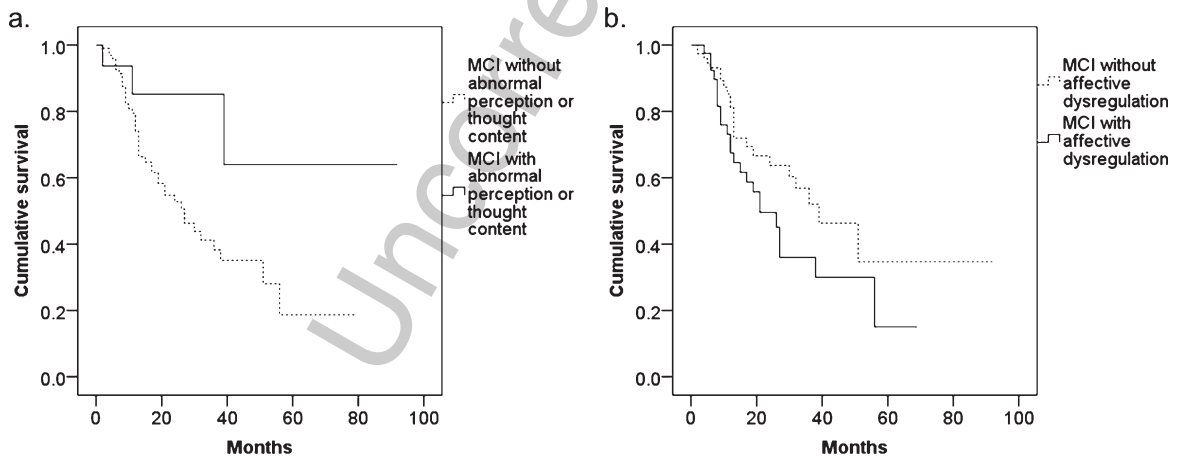 a.
1.0
0.8
0.6
0.4
0.2
0.0
Cumulative survival
0 20 40 60 80 100
Months
MCI without
abnormal
perception or
thought
content
MCI with
abnormal
perception or
thought
content
Uncorre
b.
1.0
0.8
0.6
0.4
0.2
0.0
Cumulative survival
0 20 40 60 80 100
Months
MCI without
affective
dysregulation
MCI with
affective
dysregulation